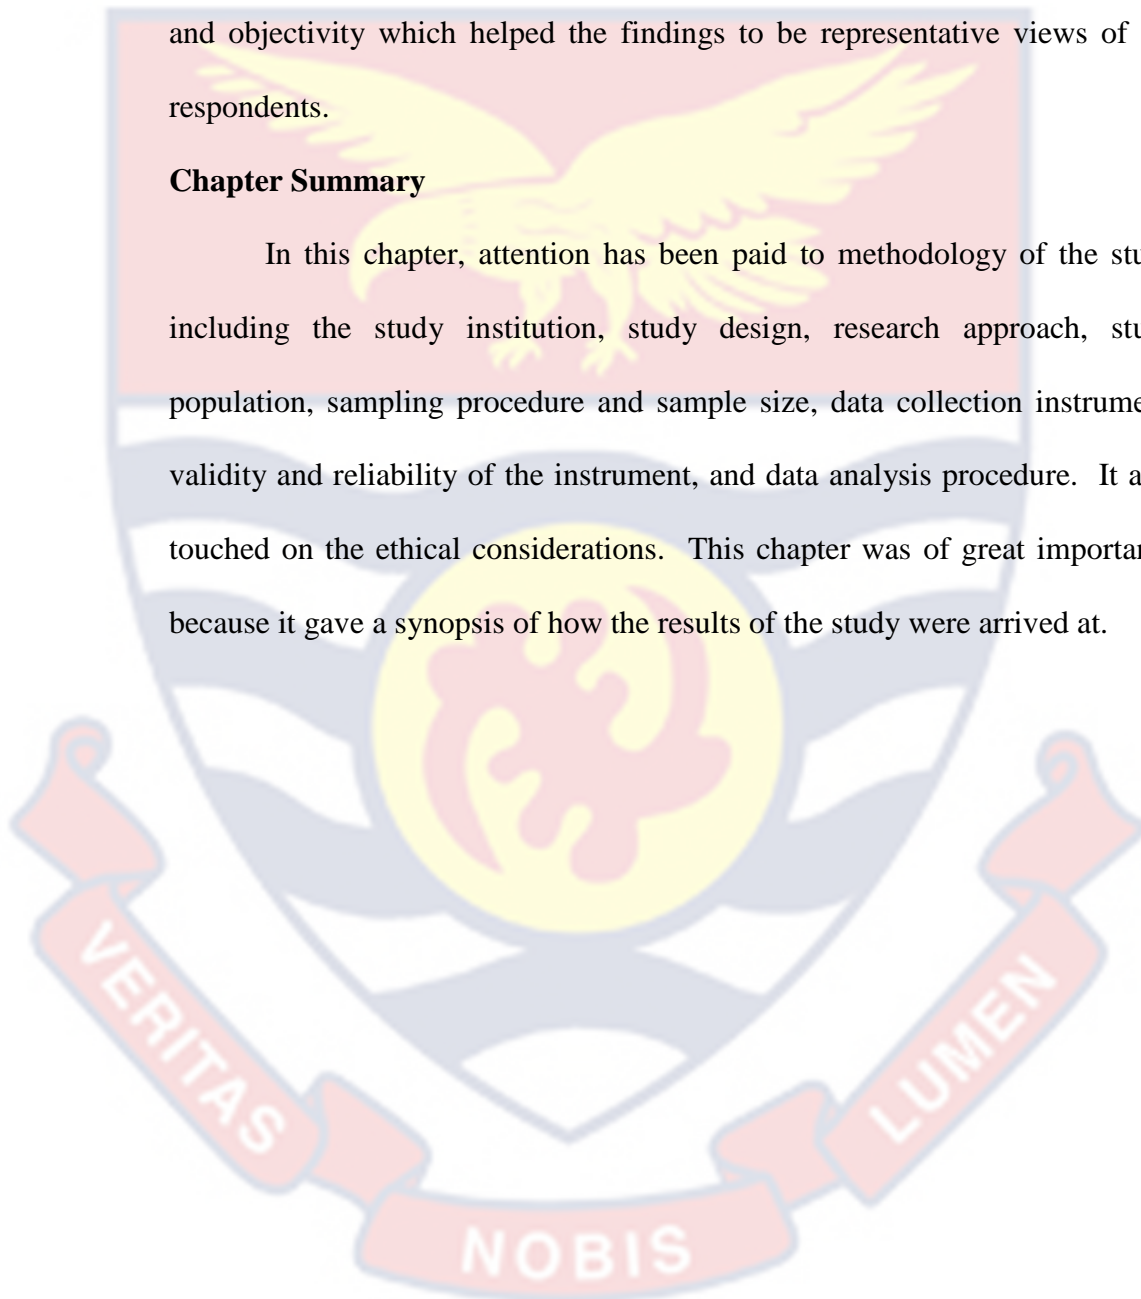 and objectivity which helped the findings to be representative views of
respondents.
Chapter Summary
In this chapter, attention has been paid to methodology of the stu
including the study institution, study design, research approach, stu
population, sampling procedure and sample size, data collection instrume
validity and reliability of the instrument, and data analysis procedure. It a
touched on the ethical considerations. This chapter was of great importan
because it gave a synopsis of how the results of the study were arrived at.
VERITAS
NOBIS
LUMEN